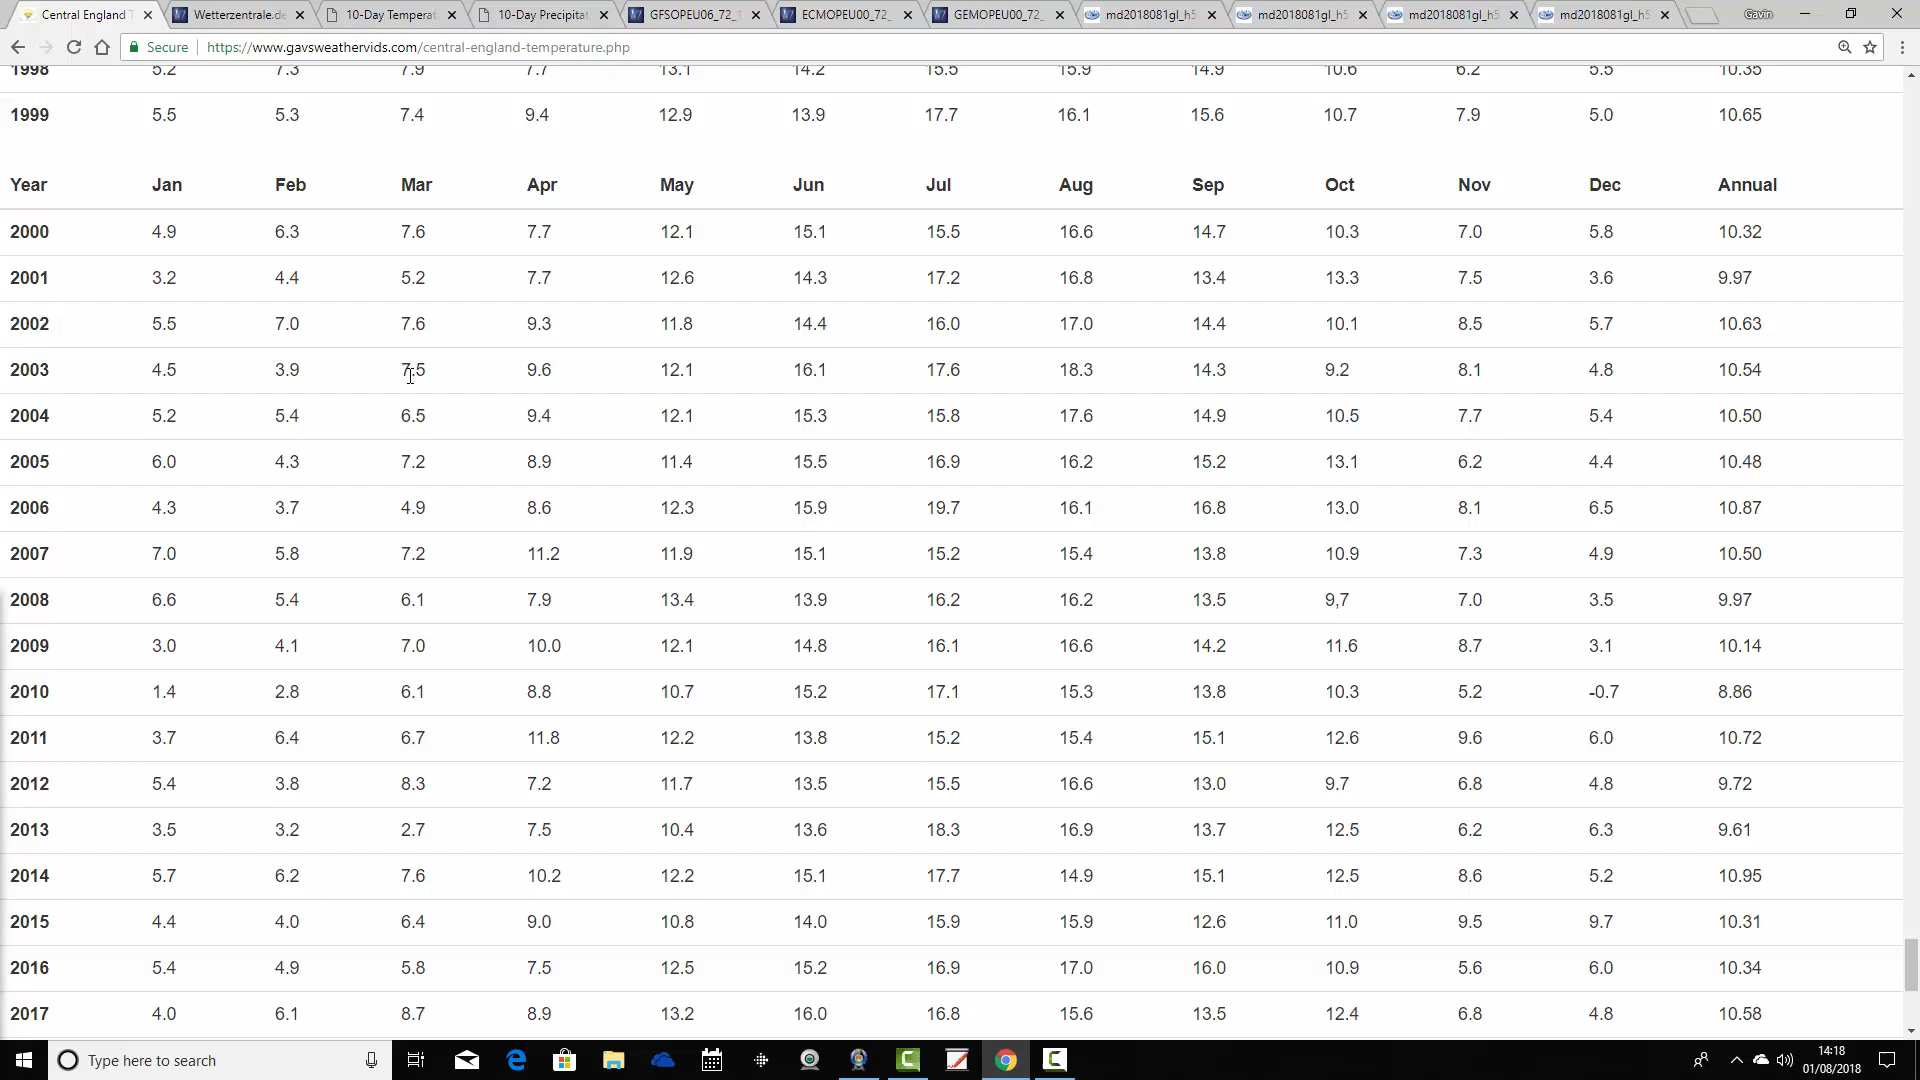 Central England T
Wetterzentrale.de
10-Day Temperat
10-Day Precipitat
GFSOPEU06_72_1
ECMOPEU00_72_
GEMOPEU00_72_
md2018081gl_h5
md2018081gl_h5
md2018081gl_h5
md2018081gl_h5
Gavin
Secure https://www.gavsweathervids.com/central-england-temperature.php
1998 5.2 7.3 7.9 7.7 13.1 14.2 15.5 15.9 14.9 10.6 6.2 5.5 10.35
1999 5.5 5.3 7.4 9.4 12.9 13.9 17.7 16.1 15.6 10.7 7.9 5.0 10.65
Year Jan Feb Mar Apr May Jun Jul Aug Sep Oct Nov Dec Annual
2000 4.9 6.3 7.6 7.7 12.1 15.1 15.5 16.6 14.7 10.3 7.0 5.8 10.32
2001 3.2 4.4 5.2 7.7 12.6 14.3 17.2 16.8 13.4 13.3 7.5 3.6 9.97
2002 5.5 7.0 7.6 9.3 11.8 14.4 16.0 17.0 14.4 10.1 8.5 5.7 10.63
2003 4.5 3.9 7.5 9.6 12.1 16.1 17.6 18.3 14.3 9.2 8.1 4.8 10.54
2004 5.2 5.4 6.5 9.4 12.1 15.3 15.8 17.6 14.9 10.5 7.7 5.4 10.50
2005 6.0 4.3 7.2 8.9 11.4 15.5 16.9 16.2 15.2 13.1 6.2 4.4 10.48
2006 4.3 3.7 4.9 8.6 12.3 15.9 19.7 16.1 16.8 13.0 8.1 6.5 10.87
2007 7.0 5.8 7.2 11.2 11.9 15.1 15.2 15.4 13.8 10.9 7.3 4.9 10.50
2008 6.6 5.4 6.1 7.9 13.4 13.9 16.2 16.2 13.5 9,7 7.0 3.5 9.97
2009 3.0 4.1 7.0 10.0 12.1 14.8 16.1 16.6 14.2 11.6 8.7 3.1 10.14
2010 1.4 2.8 6.1 8.8 10.7 15.2 17.1 15.3 13.8 10.3 5.2 -0.7 8.86
2011 3.7 6.4 6.7 11.8 12.2 13.8 15.2 15.4 15.1 12.6 9.6 6.0 10.72
2012 5.4 3.8 8.3 7.2 11.7 13.5 15.5 16.6 13.0 9.7 6.8 4.8 9.72
2013 3.5 3.2 2.7 7.5 10.4 13.6 18.3 16.9 13.7 12.5 6.2 6.3 9.61
2014 5.7 6.2 7.6 10.2 12.2 15.1 17.7 14.9 15.1 12.5 8.6 5.2 10.95
2015 4.4 4.0 6.4 9.0 10.8 14.0 15.9 15.9 12.6 11.0 9.5 9.7 10.31
2016 5.4 4.9 5.8 7.5 12.5 15.2 16.9 17.0 16.0 10.9 5.6 6.0 10.34
2017 4.0 6.1 8.7 8.9 13.2 16.0 16.8 15.6 13.5 12.4 6.8 4.8 10.58
Type here to search
14:18
01/08/2018